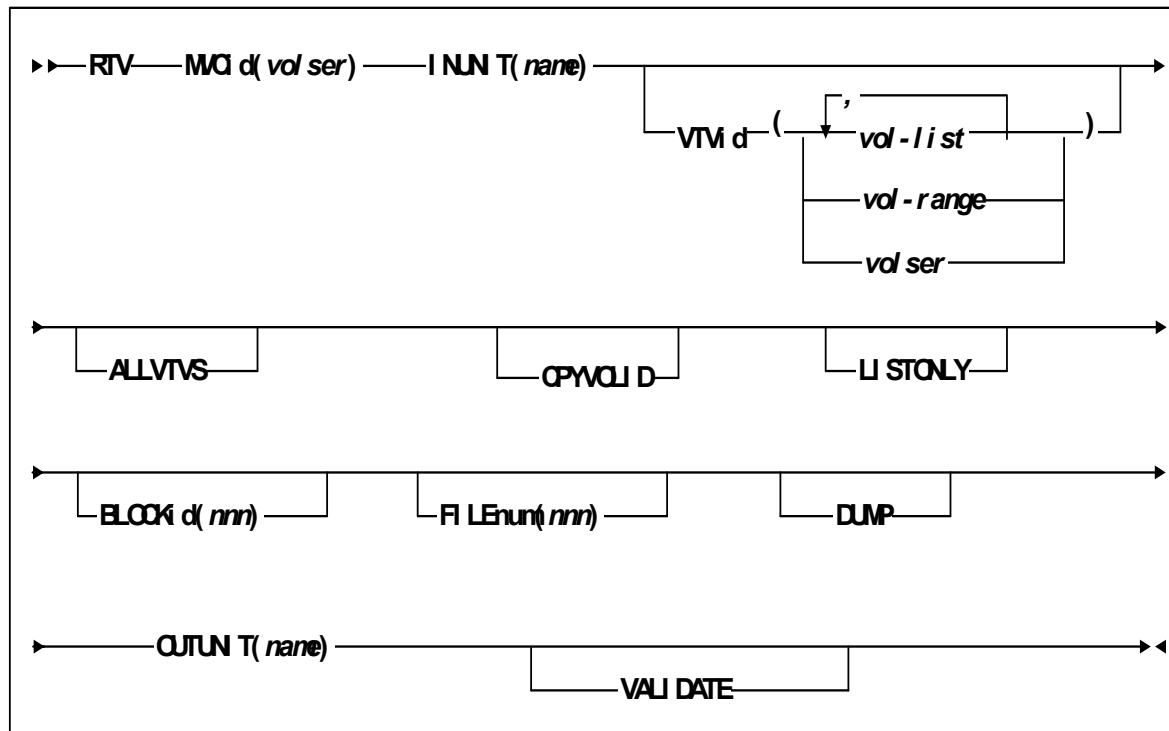 RTV MVCid(volser) INUNIT(name)
,
VTVid ( vol-list )
vol-range
volser
ALLVTVS CPYVOLID LISTONLY
BLOCKid(nnn) FILEnum(nnn) DUMP
OUTUNIT(name)
VALIDATE